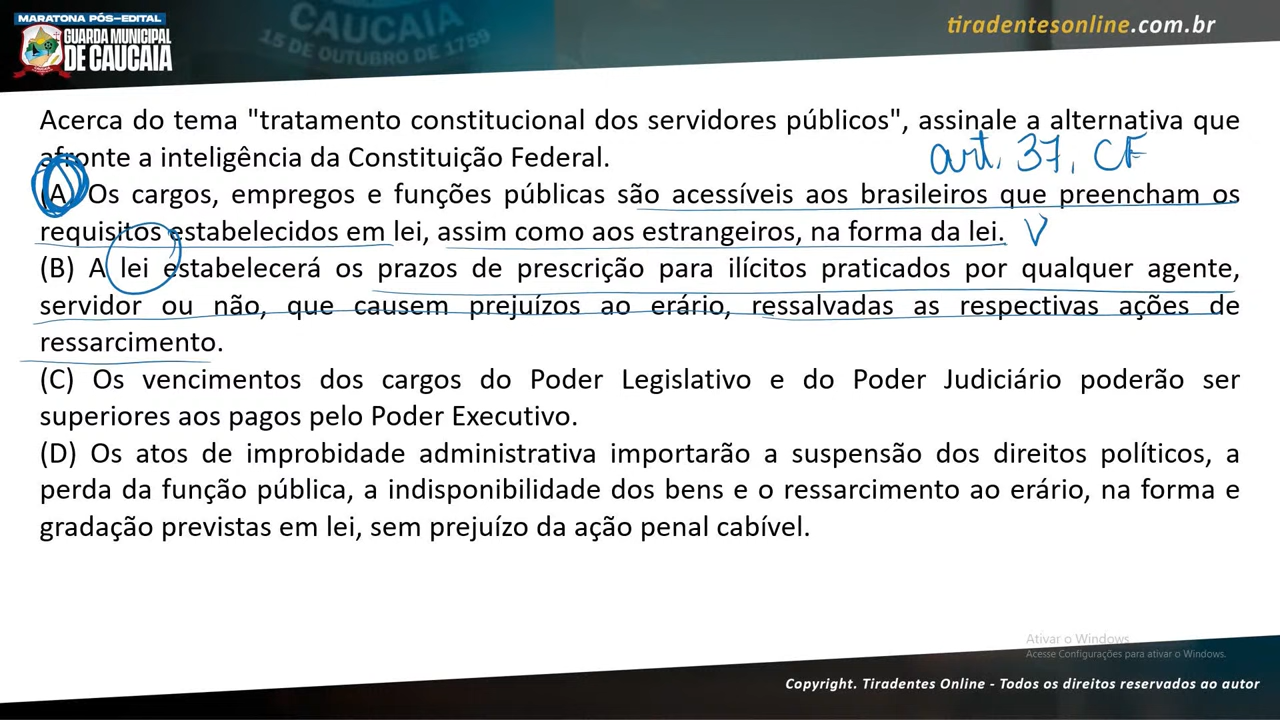 MARATONA PÓS-EDITAL
GUARDA MUNICIPAL
DE CAUCAIA
CAUCAIA
15 DE OUTUBRO DE 1759
tiradentesonline.com.br
Acerca do tema "tratamento constitucional dos servidores públicos", assinale a alternativa que
afronte a inteligência da Constituição Federal.
art. 37, CF
(A) Os cargos, empregos e funções públicas são acessíveis aos brasileiros que preencham os
requisitos estabelecidos em lei, assim como aos estrangeiros, na forma da lei. V
(B) A lei estabelecerá os prazos de prescrição para ilícitos praticados por qualquer agente,
servidor ou não, que causem prejuízos ao erário, ressalvadas as respectivas ações de
ressarcimento.
(C) Os vencimentos dos cargos do Poder Legislativo e do Poder Judiciário poderão ser
superiores aos pagos pelo Poder Executivo.
(D) Os atos de improbidade administrativa importarão a suspensão dos direitos políticos, a
perda da função pública, a indisponibilidade dos bens e o ressarcimento ao erário, na forma e
gradação previstas em lei, sem prejuízo da ação penal cabível.
Ativar o Windows
Acesse Configurações para ativar o Windows.
Copyright. Tiradentes Online - Todos os direitos reservados ao autor